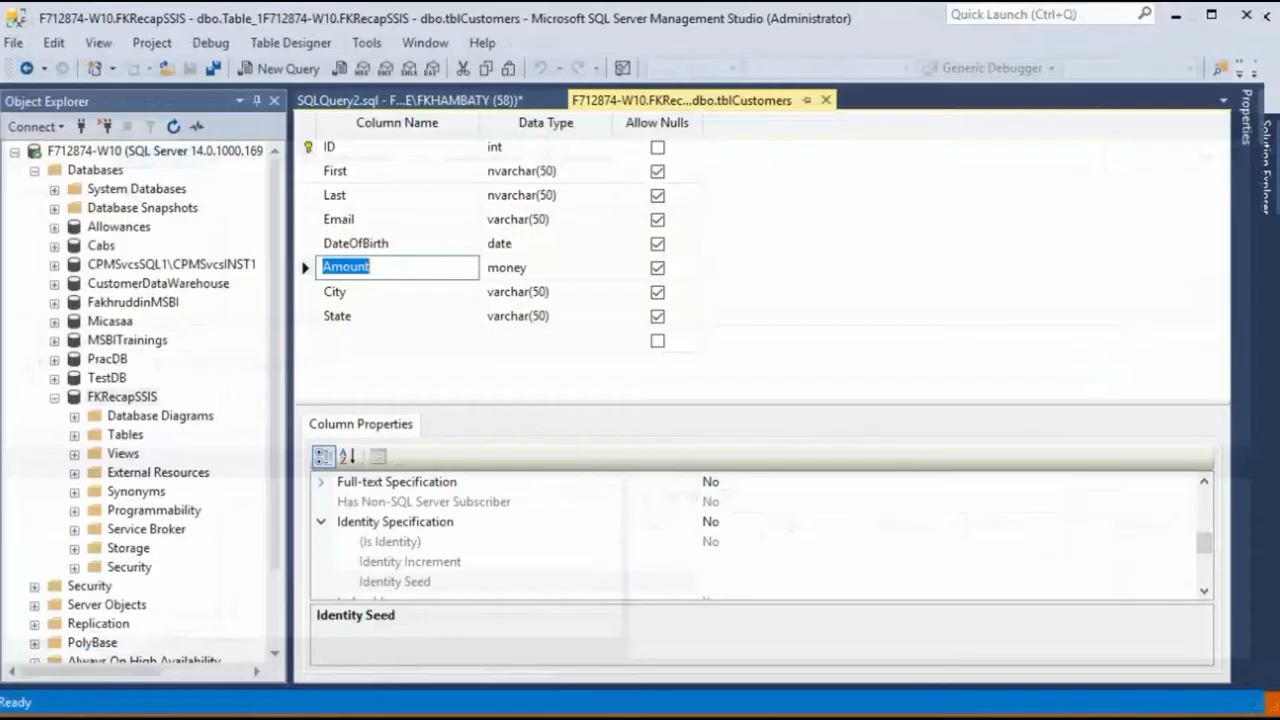 F712874-W10.FKRecapSSIS - dbo.Table_1F712874-W10.FKRecapSSIS - dbo.tblCustomers - Microsoft SQL Server Management Studio (Administrator)
Quick Launch (Ctrl+Q)
File Edit View Project Debug Table Designer Tools Window Help
New Query
Generic Debugger
Object Explorer
SQLQuery2.sql - F...E\FKHAMBATY (58))*
F712874-W10.FKRec...dbo.tblCustomers
Connect
F712874-W10 (SQL Server 14.0.1000.169
Databases
System Databases
Database Snapshots
Allowances
Cabs
CPMSvcsSQL1\CPMSvcsINST1
CustomerDataWarehouse
FakhruddinMSBI
Micasaa
MSBITrainings
PracDB
TestDB
FKRecapSSIS
Database Diagrams
Tables
Views
External Resources
Synonyms
Programmability
Service Broker
Storage
Security
Security
Server Objects
Replication
PolyBase
Always On High Availability
Column Name Data Type Allow Nulls
ID int
First nvarchar(50)
Last nvarchar(50)
Email varchar(50)
DateOfBirth date
Amount money
City varchar(50)
State varchar(50)
Column Properties
Full-text Specification No
Has Non-SQL Server Subscriber No
Identity Specification No
(Is Identity) No
Identity Increment
Identity Seed
Identity Seed
Properties
Solution Explorer
Ready